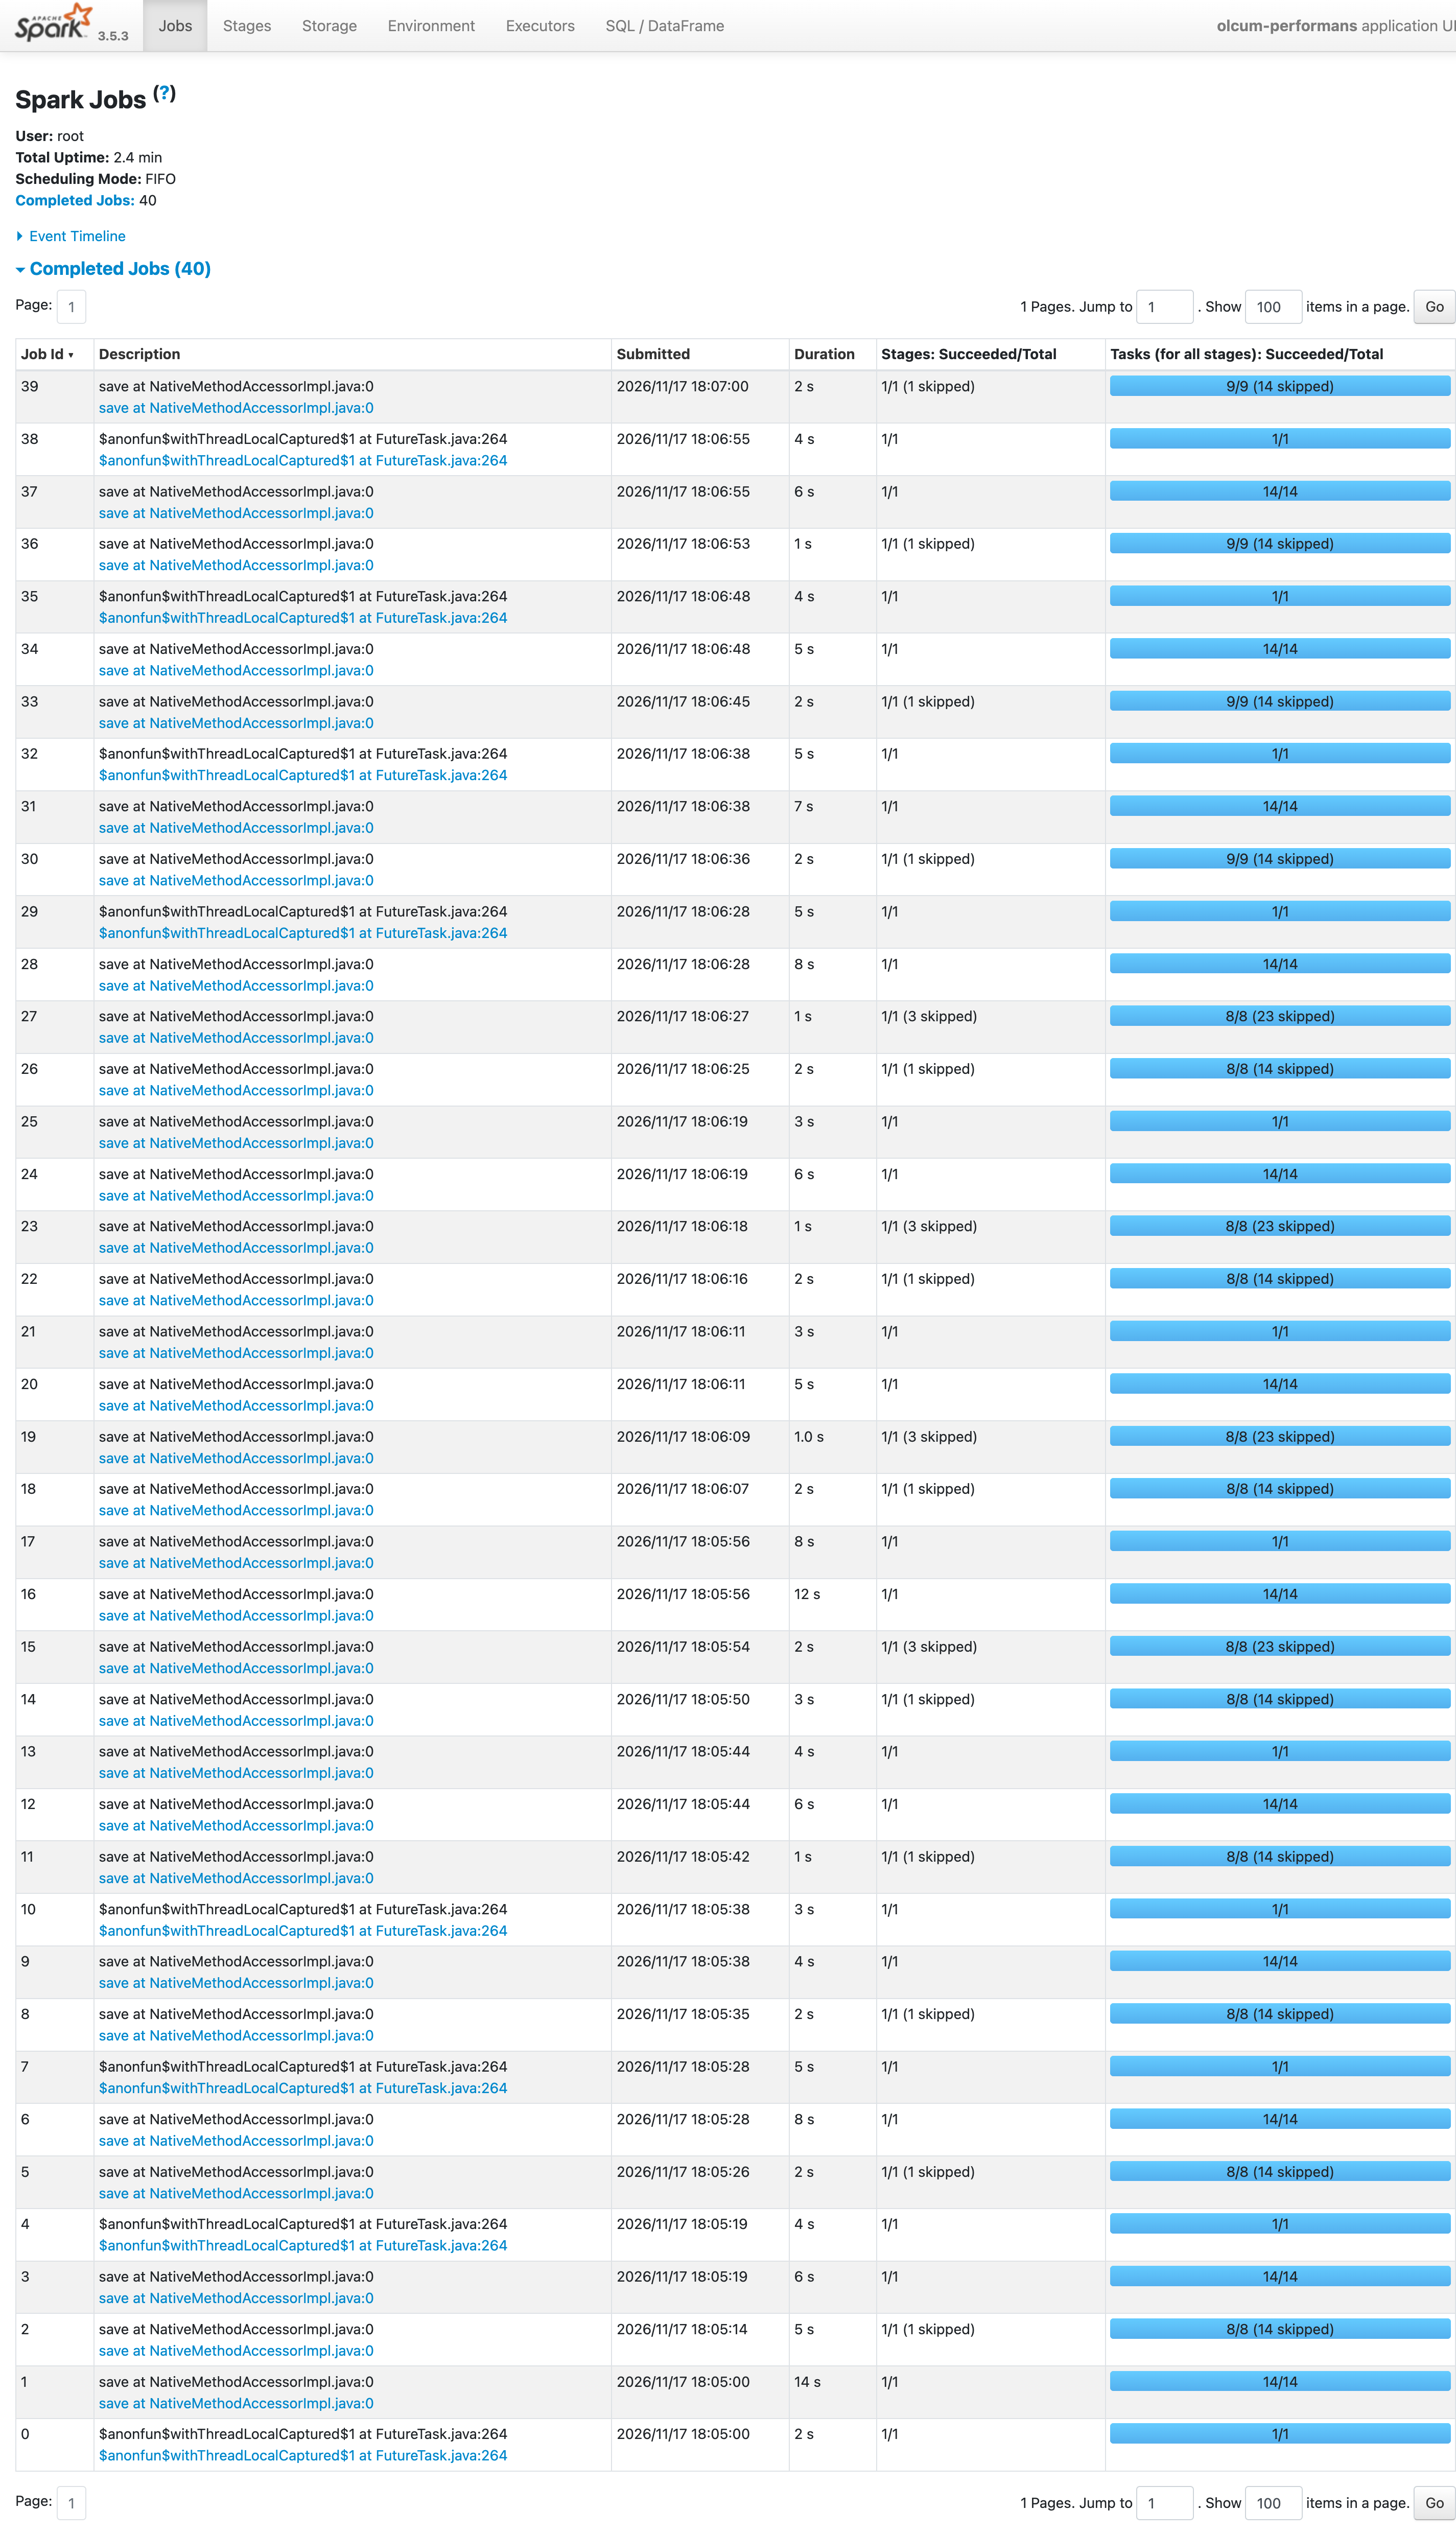 APACHE Spark 3.5.3 Jobs Stages Storage Environment Executors SQL / DataFrame olcum-performans application UI
Spark Jobs (?)
User: root
Total Uptime: 2.4 min
Scheduling Mode: FIFO
Completed Jobs: 40
Event Timeline
Completed Jobs (40)
Page: 1 1 Pages. Jump to 1 . Show 100 items in a page. Go
Job Id ▾ Description Submitted Duration Stages: Succeeded/Total Tasks (for all stages): Succeeded/Total
39 save at NativeMethodAccessorImpl.java:0 2026/11/17 18:07:00 2 s 1/1 (1 skipped) 9/9 (14 skipped)
save at NativeMethodAccessorImpl.java:0
38 $anonfun$withThreadLocalCaptured$1 at FutureTask.java:264 2026/11/17 18:06:55 4 s 1/1 1/1
$anonfun$withThreadLocalCaptured$1 at FutureTask.java:264
37 save at NativeMethodAccessorImpl.java:0 2026/11/17 18:06:55 6 s 1/1 14/14
save at NativeMethodAccessorImpl.java:0
36 save at NativeMethodAccessorImpl.java:0 2026/11/17 18:06:53 1 s 1/1 (1 skipped) 9/9 (14 skipped)
save at NativeMethodAccessorImpl.java:0
35 $anonfun$withThreadLocalCaptured$1 at FutureTask.java:264 2026/11/17 18:06:48 4 s 1/1 1/1
$anonfun$withThreadLocalCaptured$1 at FutureTask.java:264
34 save at NativeMethodAccessorImpl.java:0 2026/11/17 18:06:48 5 s 1/1 14/14
save at NativeMethodAccessorImpl.java:0
33 save at NativeMethodAccessorImpl.java:0 2026/11/17 18:06:45 2 s 1/1 (1 skipped) 9/9 (14 skipped)
save at NativeMethodAccessorImpl.java:0
32 $anonfun$withThreadLocalCaptured$1 at FutureTask.java:264 2026/11/17 18:06:38 5 s 1/1 1/1
$anonfun$withThreadLocalCaptured$1 at FutureTask.java:264
31 save at NativeMethodAccessorImpl.java:0 2026/11/17 18:06:38 7 s 1/1 14/14
save at NativeMethodAccessorImpl.java:0
30 save at NativeMethodAccessorImpl.java:0 2026/11/17 18:06:36 2 s 1/1 (1 skipped) 9/9 (14 skipped)
save at NativeMethodAccessorImpl.java:0
29 $anonfun$withThreadLocalCaptured$1 at FutureTask.java:264 2026/11/17 18:06:28 5 s 1/1 1/1
$anonfun$withThreadLocalCaptured$1 at FutureTask.java:264
28 save at NativeMethodAccessorImpl.java:0 2026/11/17 18:06:28 8 s 1/1 14/14
save at NativeMethodAccessorImpl.java:0
27 save at NativeMethodAccessorImpl.java:0 2026/11/17 18:06:27 1 s 1/1 (3 skipped) 8/8 (23 skipped)
save at NativeMethodAccessorImpl.java:0
26 save at NativeMethodAccessorImpl.java:0 2026/11/17 18:06:25 2 s 1/1 (1 skipped) 8/8 (14 skipped)
save at NativeMethodAccessorImpl.java:0
25 save at NativeMethodAccessorImpl.java:0 2026/11/17 18:06:19 3 s 1/1 1/1
save at NativeMethodAccessorImpl.java:0
24 save at NativeMethodAccessorImpl.java:0 2026/11/17 18:06:19 6 s 1/1 14/14
save at NativeMethodAccessorImpl.java:0
23 save at NativeMethodAccessorImpl.java:0 2026/11/17 18:06:18 1 s 1/1 (3 skipped) 8/8 (23 skipped)
save at NativeMethodAccessorImpl.java:0
22 save at NativeMethodAccessorImpl.java:0 2026/11/17 18:06:16 2 s 1/1 (1 skipped) 8/8 (14 skipped)
save at NativeMethodAccessorImpl.java:0
21 save at NativeMethodAccessorImpl.java:0 2026/11/17 18:06:11 3 s 1/1 1/1
save at NativeMethodAccessorImpl.java:0
20 save at NativeMethodAccessorImpl.java:0 2026/11/17 18:06:11 5 s 1/1 14/14
save at NativeMethodAccessorImpl.java:0
19 save at NativeMethodAccessorImpl.java:0 2026/11/17 18:06:09 1.0 s 1/1 (3 skipped) 8/8 (23 skipped)
save at NativeMethodAccessorImpl.java:0
18 save at NativeMethodAccessorImpl.java:0 2026/11/17 18:06:07 2 s 1/1 (1 skipped) 8/8 (14 skipped)
save at NativeMethodAccessorImpl.java:0
17 save at NativeMethodAccessorImpl.java:0 2026/11/17 18:05:56 8 s 1/1 1/1
save at NativeMethodAccessorImpl.java:0
16 save at NativeMethodAccessorImpl.java:0 2026/11/17 18:05:56 12 s 1/1 14/14
save at NativeMethodAccessorImpl.java:0
15 save at NativeMethodAccessorImpl.java:0 2026/11/17 18:05:54 2 s 1/1 (3 skipped) 8/8 (23 skipped)
save at NativeMethodAccessorImpl.java:0
14 save at NativeMethodAccessorImpl.java:0 2026/11/17 18:05:50 3 s 1/1 (1 skipped) 8/8 (14 skipped)
save at NativeMethodAccessorImpl.java:0
13 save at NativeMethodAccessorImpl.java:0 2026/11/17 18:05:44 4 s 1/1 1/1
save at NativeMethodAccessorImpl.java:0
12 save at NativeMethodAccessorImpl.java:0 2026/11/17 18:05:44 6 s 1/1 14/14
save at NativeMethodAccessorImpl.java:0
11 save at NativeMethodAccessorImpl.java:0 2026/11/17 18:05:42 1 s 1/1 (1 skipped) 8/8 (14 skipped)
save at NativeMethodAccessorImpl.java:0
10 $anonfun$withThreadLocalCaptured$1 at FutureTask.java:264 2026/11/17 18:05:38 3 s 1/1 1/1
$anonfun$withThreadLocalCaptured$1 at FutureTask.java:264
9 save at NativeMethodAccessorImpl.java:0 2026/11/17 18:05:38 4 s 1/1 14/14
save at NativeMethodAccessorImpl.java:0
8 save at NativeMethodAccessorImpl.java:0 2026/11/17 18:05:35 2 s 1/1 (1 skipped) 8/8 (14 skipped)
save at NativeMethodAccessorImpl.java:0
7 $anonfun$withThreadLocalCaptured$1 at FutureTask.java:264 2026/11/17 18:05:28 5 s 1/1 1/1
$anonfun$withThreadLocalCaptured$1 at FutureTask.java:264
6 save at NativeMethodAccessorImpl.java:0 2026/11/17 18:05:28 8 s 1/1 14/14
save at NativeMethodAccessorImpl.java:0
5 save at NativeMethodAccessorImpl.java:0 2026/11/17 18:05:26 2 s 1/1 (1 skipped) 8/8 (14 skipped)
save at NativeMethodAccessorImpl.java:0
4 $anonfun$withThreadLocalCaptured$1 at FutureTask.java:264 2026/11/17 18:05:19 4 s 1/1 1/1
$anonfun$withThreadLocalCaptured$1 at FutureTask.java:264
3 save at NativeMethodAccessorImpl.java:0 2026/11/17 18:05:19 6 s 1/1 14/14
save at NativeMethodAccessorImpl.java:0
2 save at NativeMethodAccessorImpl.java:0 2026/11/17 18:05:14 5 s 1/1 (1 skipped) 8/8 (14 skipped)
save at NativeMethodAccessorImpl.java:0
1 save at NativeMethodAccessorImpl.java:0 2026/11/17 18:05:00 14 s 1/1 14/14
save at NativeMethodAccessorImpl.java:0
0 $anonfun$withThreadLocalCaptured$1 at FutureTask.java:264 2026/11/17 18:05:00 2 s 1/1 1/1
$anonfun$withThreadLocalCaptured$1 at FutureTask.java:264
Page: 1 1 Pages. Jump to 1 . Show 100 items in a page. Go